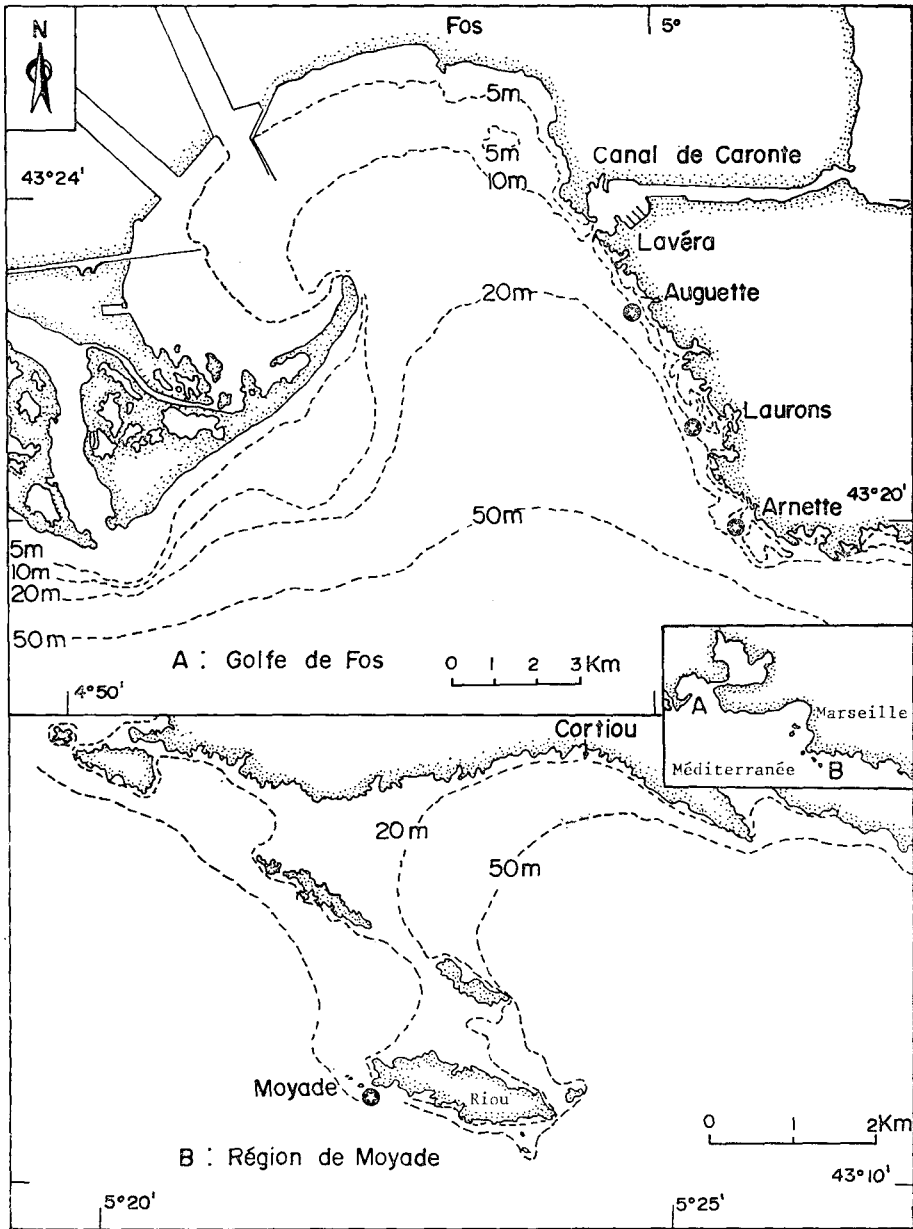 N
Fos
5°
5m
5m
10m
Canal de Caronte
43°24'
Lavéra
Auguette
20m
Laurons
Arnette
43°20'
50m
5m
10m
20m
50m
A : Golfe de Fos
0 1 2 3Km
4°50'
A
Marseille
Méditerranée
B
Cortiou
20m
50m
Moyade
Riou
0 1 2Km
B : Région de Moyade
43°10'
5°20'
5°25'